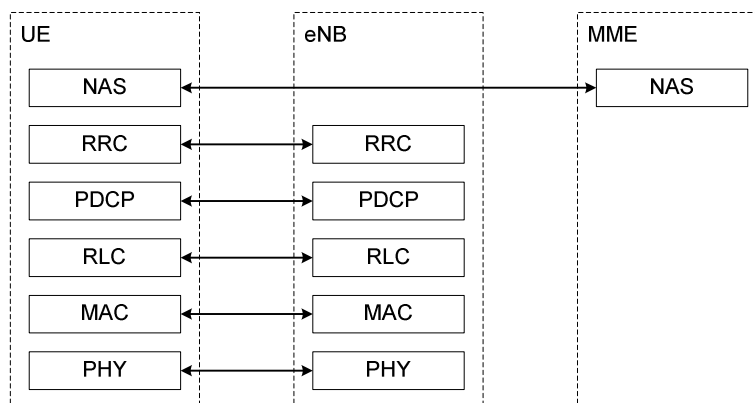 UE eNB MME
NAS NAS
RRC RRC
PDCP PDCP
RLC RLC
MAC MAC
PHY PHY